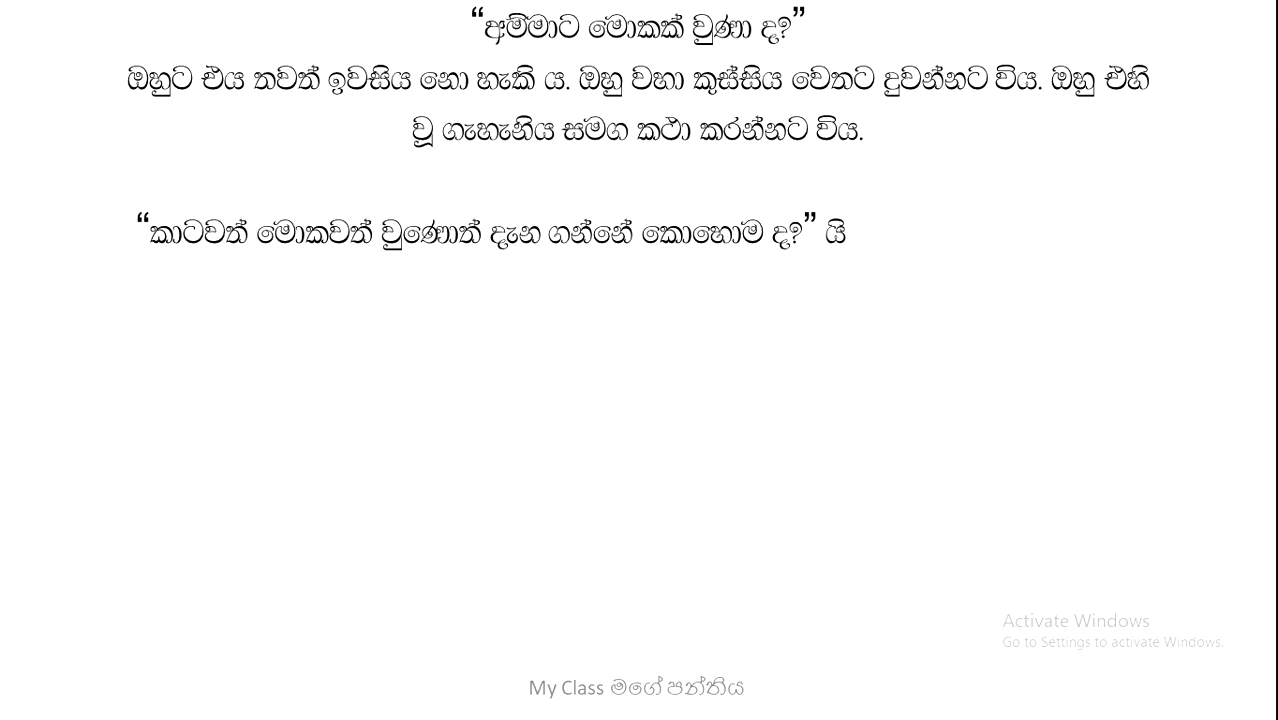 “අම්මාට මොකක් වුණා ද?”
ඔහුට එය තවත් ඉවසිය නො හැකි ය. ඔහු වහා කුස්සිය වෙතට දුවන්නට විය. ඔහු එහි
වූ ගැහැනිය සමග කථා කරන්නට විය.
“කාටවත් මොකවත් වුණොත් දැන ගන්නේ කොහොම ද?” යි
Activate Windows
Go to Settings to activate Windows.
My Class මගේ පන්තිය